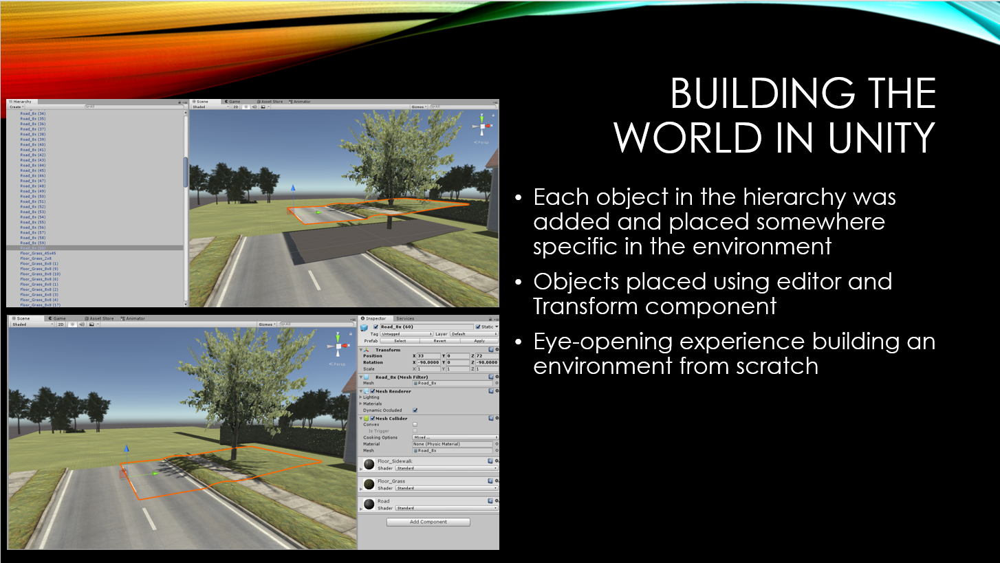 BUILDING THE
WORLD IN UNITY
• Each object in the hierarchy was
added and placed somewhere
specific in the environment
• Objects placed using editor and
Transform component
• Eye-opening experience building an
environment from scratch
Hierarchy
Create
All
Road_8x (34)
Road_8x (35)
Road_8x (36)
Road_8x (37)
Road_8x (38)
Road_8x (39)
Road_8x (40)
Road_8x (41)
Road_8x (42)
Road_8x (43)
Road_8x (44)
Road_8x (45)
Road_8x (46)
Road_8x (47)
Road_8x (48)
Road_8x (49)
Road_8x (50)
Road_8x (51)
Road_8x (52)
Road_8x (53)
Road_8x (54)
Road_8x (55)
Road_8x (56)
Road_8x (57)
Road_8x (58)
Road_8x (59)
Road_8x (60)
Floor_Grass_45x45
Floor_Grass_2x8
Floor_Grass_8x8 (1)
Floor_Grass_8x8 (9)
Floor_Grass_8x8 (10)
Floor_Grass_8x8 (6)
Floor_Grass_8x8 (1)
Floor_Grass_8x8 (2)
Floor_Grass_8x8 (3)
Floor_Grass_8x8 (4)
Floor_Grass_8x8 (17)
Scene Game Asset Store Animator
Shaded 2D Gizmos All
y
Persp
Scene Game Asset Store Animator
Shaded 2D Gizmos All
y
Persp
Inspector Services
Road_8x (60) Static
Tag Untagged Layer Default
Prefab Select Revert Apply
Transform
Position X 33 Y 0 Z 72
Rotation X -90.0000 Y 0 Z -90.0000
Scale X 1 Y 1 Z 1
Road_8x (Mesh Filter)
Mesh Road_8x
Mesh Renderer
Lighting
Materials
Dynamic Occluded
Mesh Collider
Convex
Is Trigger
Cooking Options Mixed ...
Material None (Physic Material)
Mesh Road_8x
Floor_Sidewalk
Shader Standard
Floor_Grass
Shader Standard
Road
Shader Standard
Add Component